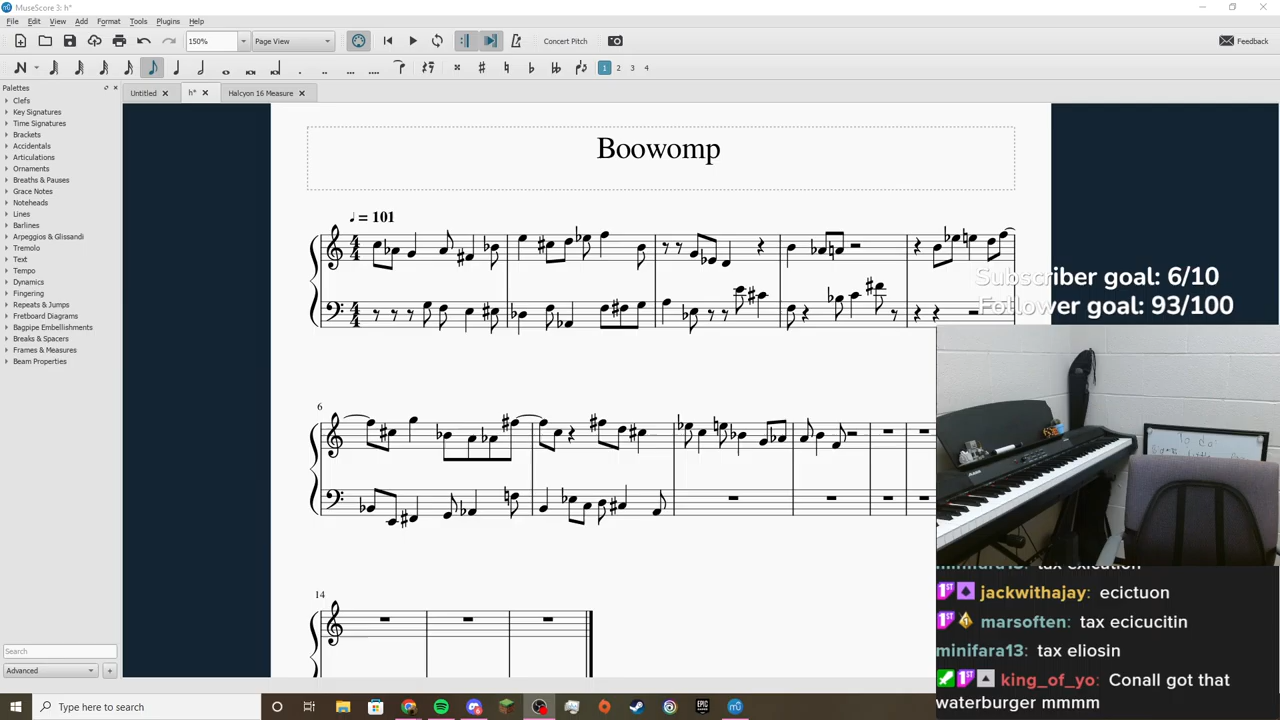 MuseScore 3: h*
File Edit View Add Format Tools Plugins Help
150% Page View Concert Pitch Feedback
1 2 3 4
Palettes
Untitled h* Halcyon 16 Measure
Clefs
Key Signatures
Time Signatures
Brackets
Accidentals
Articulations
Ornaments
Breaths & Pauses
Grace Notes
Noteheads
Lines
Barlines
Arpeggios & Glissandi
Tremolo
Text
Tempo
Dynamics
Fingering
Repeats & Jumps
Fretboard Diagrams
Bagpipe Embellishments
Breaks & Spacers
Frames & Measures
Beam Properties
Search
Advanced +
Boowomp
= 101
6
14
Subscriber goal: 6/10
Follower goal: 93/100
To do:
jackwithajay: ecictuon
marsoften: tax ecicucitin
minifara13: tax eliosin
king_of_yo: Conall got that
waterburger mmmm
Type here to search